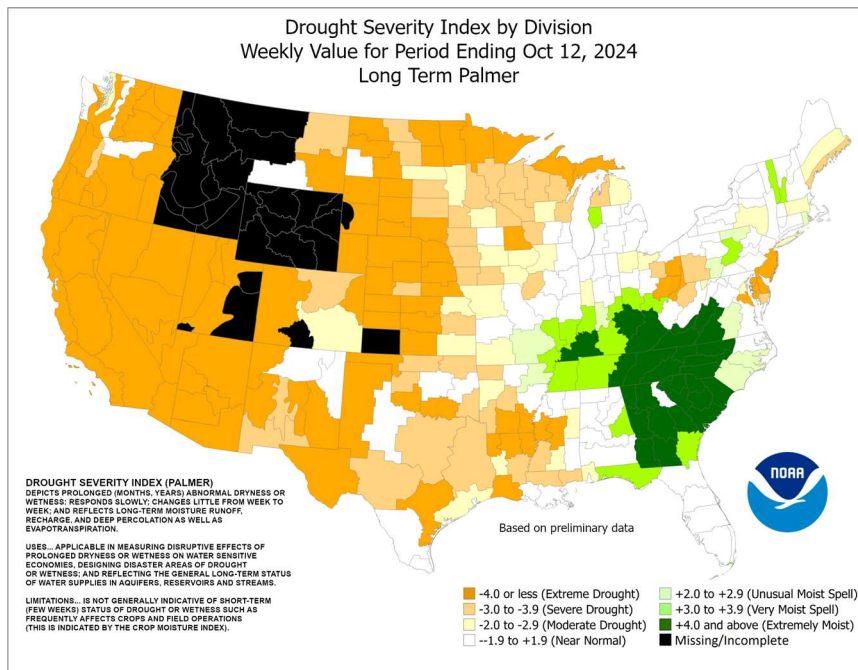 Drought Severity Index by Division
Weekly Value for Period Ending Oct 12, 2024
Long Term Palmer
DROUGHT SEVERITY INDEX (PALMER)
DEPICTS PROLONGED (MONTHS, YEARS) ABNORMAL DRYNESS OR
WETNESS: RESPONDS SLOWLY; CHANGES LITTLE FROM WEEK TO
WEEK; AND REFLECTS LONG-TERM MOISTURE RUNOFF,
RECHARGE, AND DEEP PERCOLATION AS WELL AS
EVAPOTRANSPIRATION.
USES... APPLICABLE IN MEASURING DISRUPTIVE EFFECTS OF
PROLONGED DRYNESS OR WETNESS ON WATER SENSITIVE
ECONOMIES, DESIGNING DISASTER AREAS OF DROUGHT
OR WETNESS; AND REFLECTING THE GENERAL LONG-TERM STATUS
OF WATER SUPPLIES IN AQUIFERS, RESERVOIRS AND STREAMS.
LIMITATIONS... IS NOT GENERALLY INDICATIVE OF SHORT-TERM
(FEW WEEKS) STATUS OF DROUGHT OR WETNESS SUCH AS
FREQUENTLY AFFECTS CROPS AND FIELD OPERATIONS
(THIS IS INDICATED BY THE CROP MOISTURE INDEX).
NOAA
Based on preliminary data
-4.0 or less (Extreme Drought)
-3.0 to -3.9 (Severe Drought)
-2.0 to -2.9 (Moderate Drought)
--1.9 to +1.9 (Near Normal)
+2.0 to +2.9 (Unusual Moist Spell)
+3.0 to +3.9 (Very Moist Spell)
+4.0 and above (Extremely Moist)
Missing/Incomplete